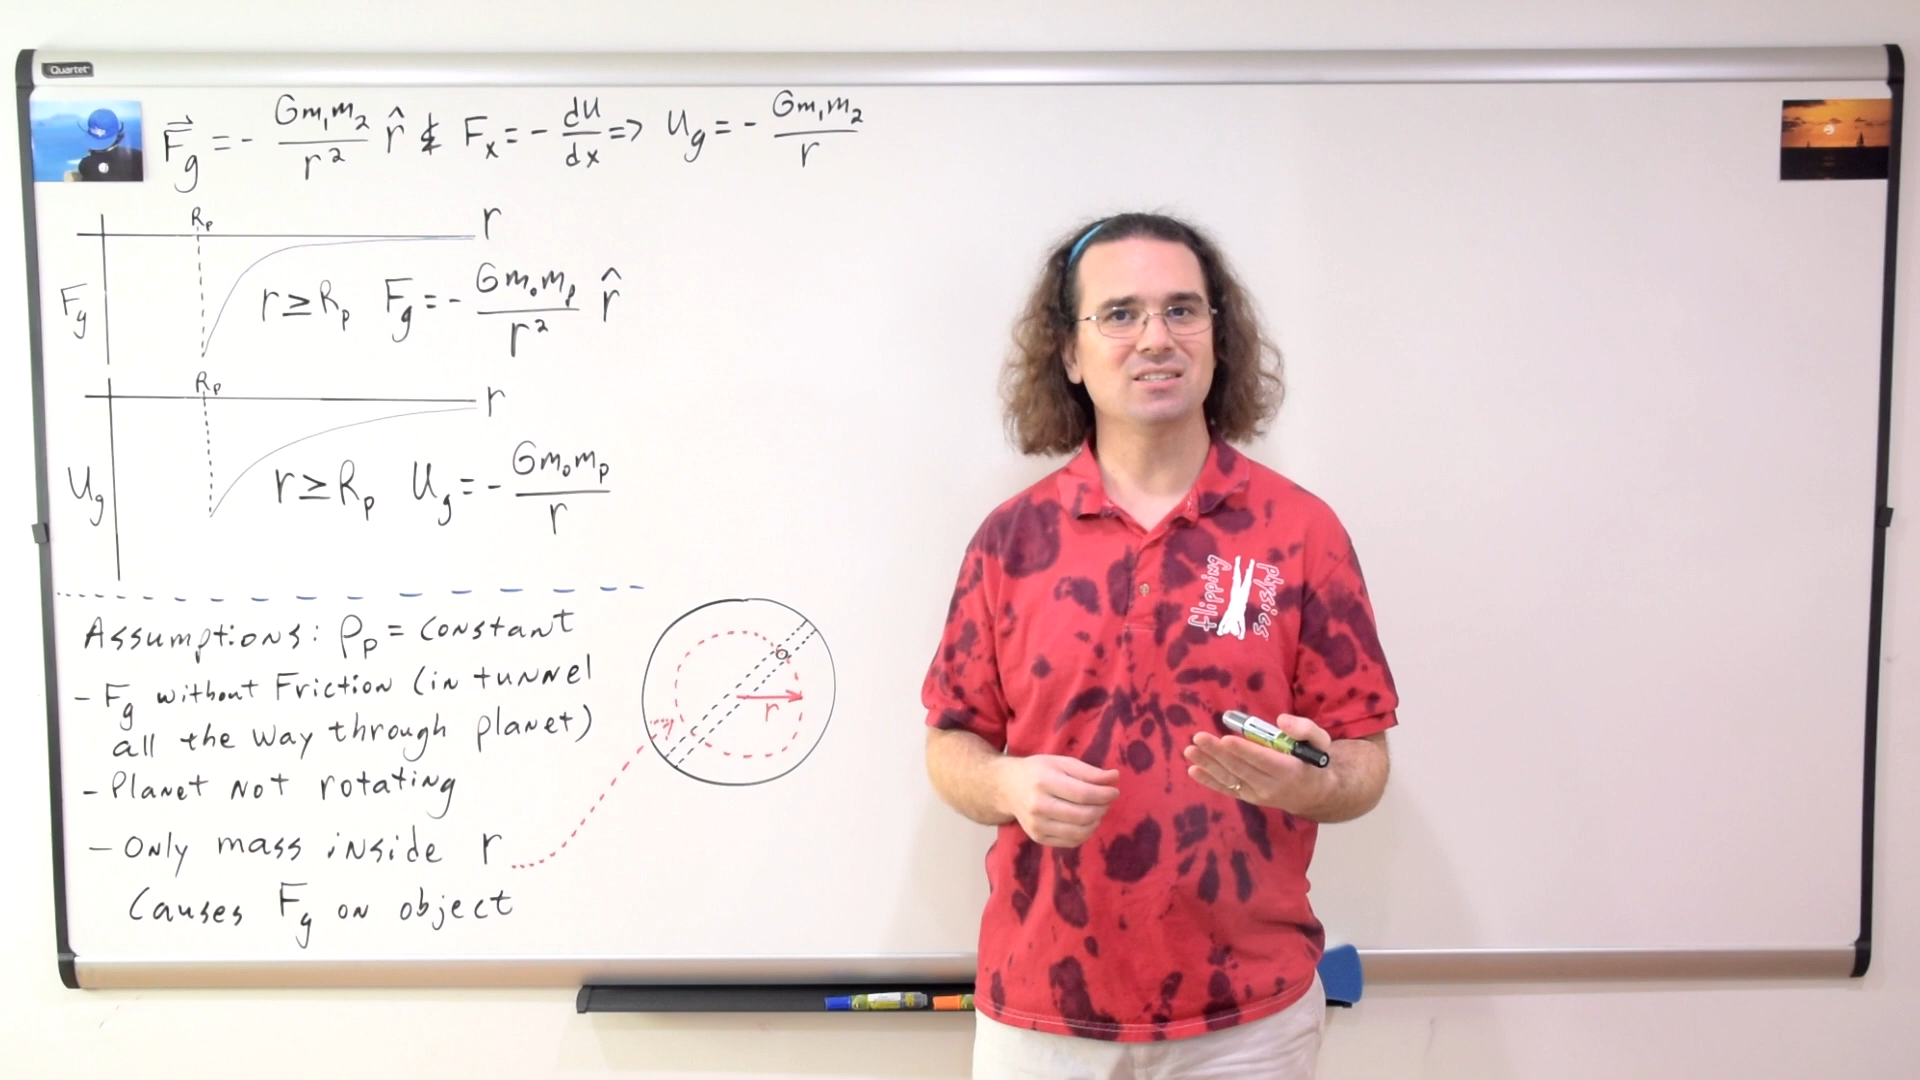 Quartet
F⃗g = - Gm₁m₂/r² r̂ & Fₓ = - dU/dx => Ug = - Gm₁m₂/r
Rp
r
Fg
r ≥ Rp Fg = - Gm₀mp/r² r̂
Rp
r
Ug
r ≥ Rp Ug = - Gm₀mp/r
Assumptions: ρp = constant
- Fg without Friction (in tunnel
all the way through planet)
- Planet not rotating
- Only mass inside r
causes Fg on object
r
flipping
physics